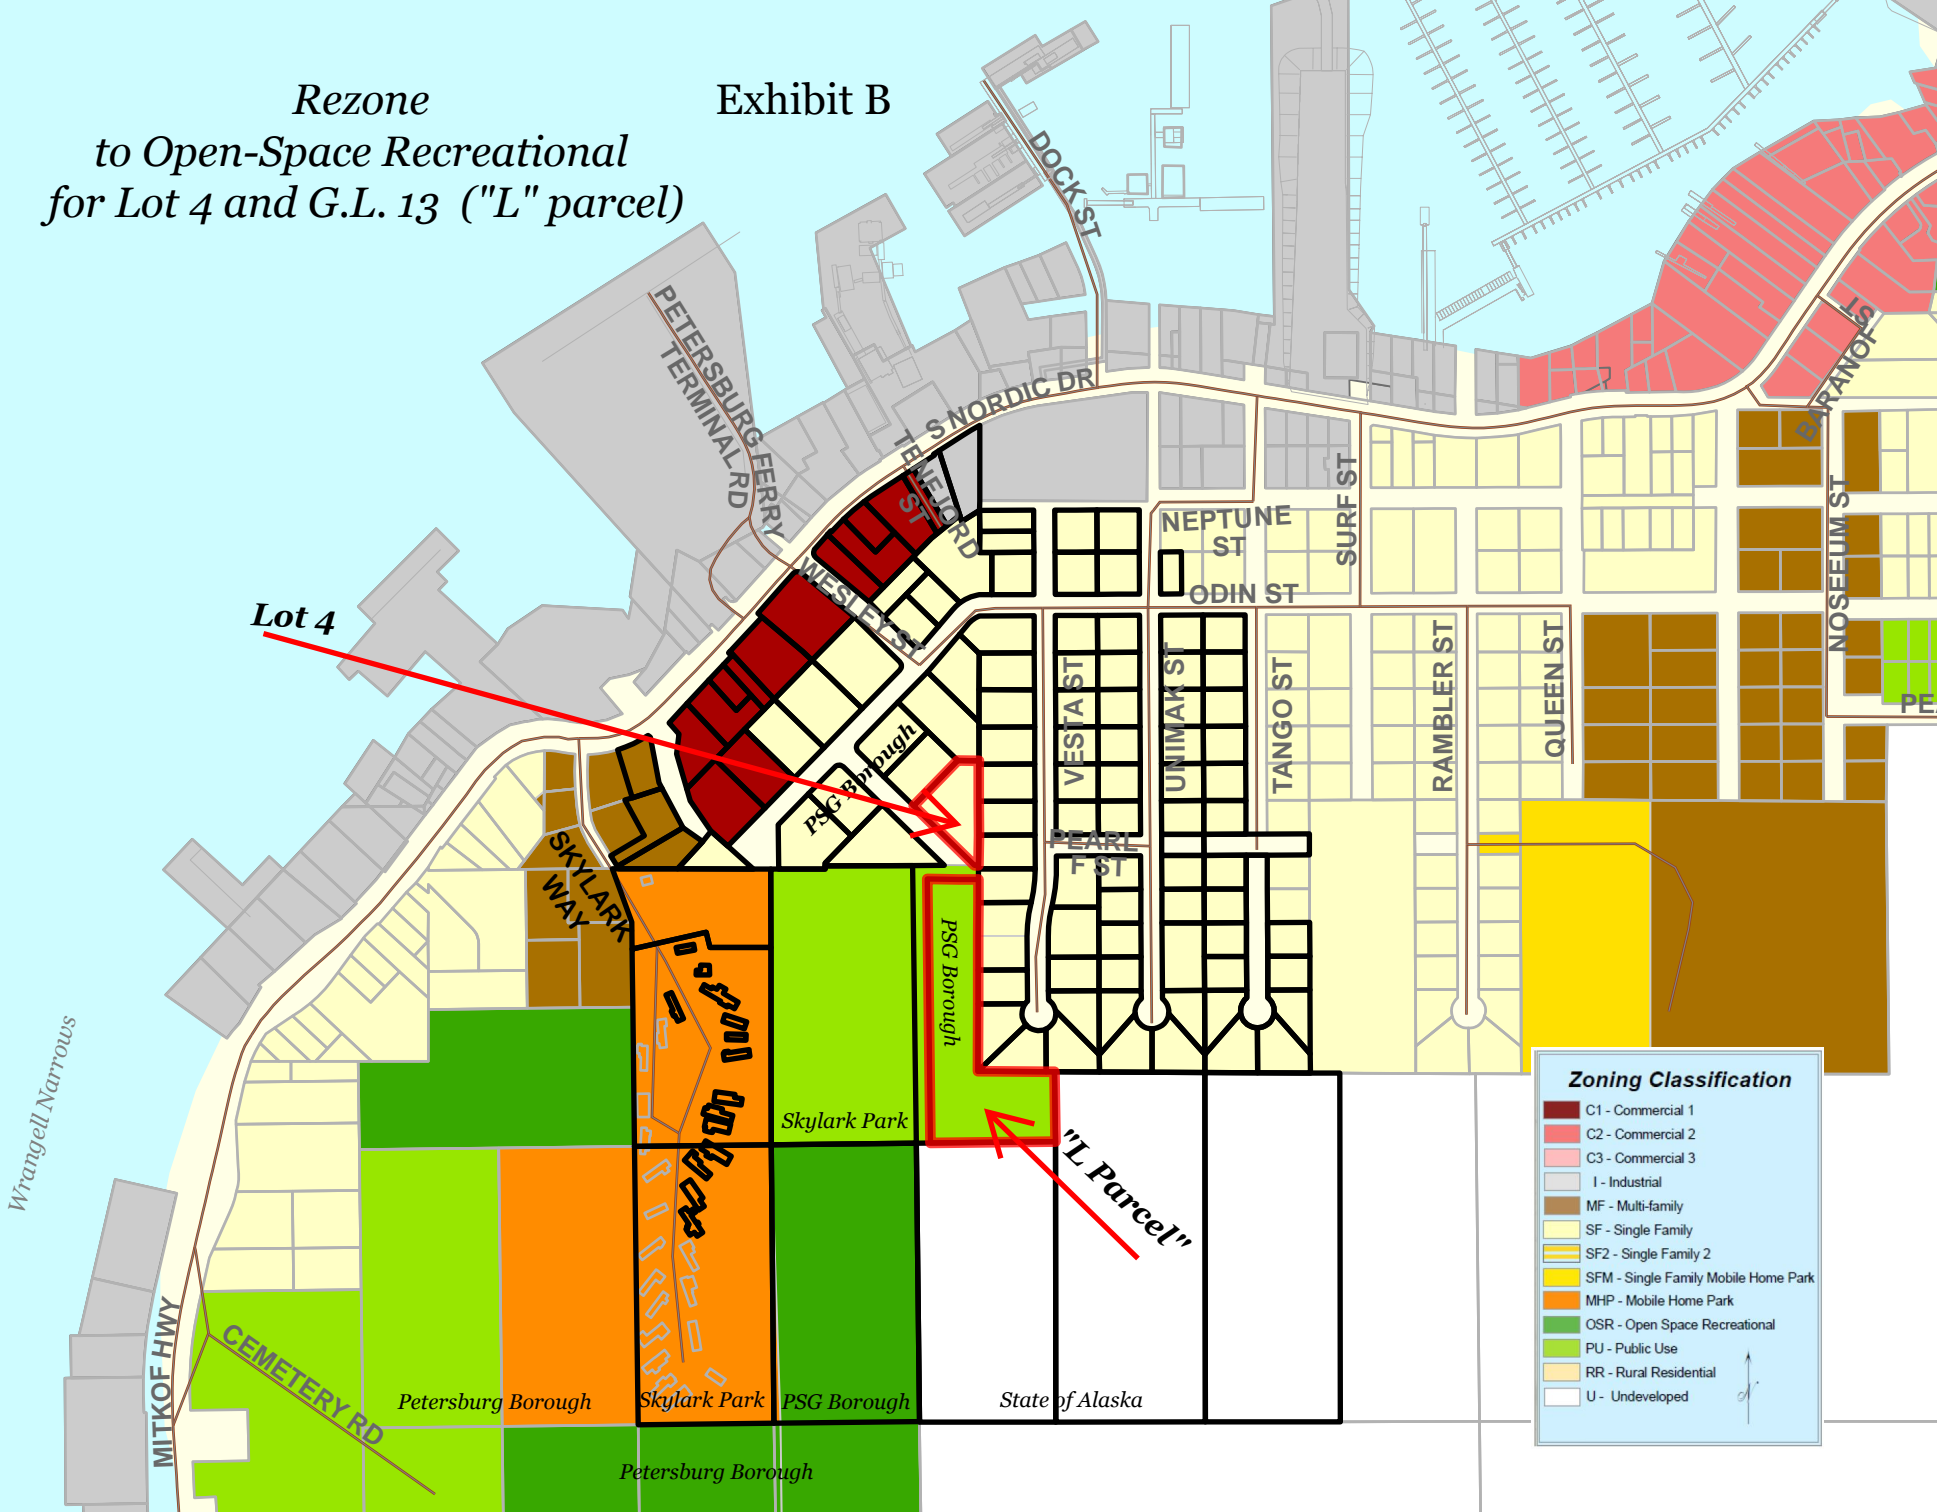 Rezone
to Open-Space Recreational
for Lot 4 and G.L. 13 ("L" parcel)
Exhibit B
DOCK ST
PETERSBURG FERRY
TERMINAL RD
S NORDIC DR
TENFJORD
ST
WESLEY ST
NEPTUNE
ST
ODIN ST
SURF ST
BARANOF
ST
NOSEEUM ST
Lot 4
PSG Borough
VESTA ST
UNIMAK ST
TANGO ST
RAMBLER ST
QUEEN ST
PEARL
F ST
SKYLARK
WAY
PSG Borough
Skylark Park
"L Parcel"
Wrangell Narrows
MITKOF HWY
CEMETERY RD
Petersburg Borough
Skylark Park
PSG Borough
State of Alaska
Petersburg Borough
Zoning Classification
C1 - Commercial 1
C2 - Commercial 2
C3 - Commercial 3
I - Industrial
MF - Multi-family
SF - Single Family
SF2 - Single Family 2
SFM - Single Family Mobile Home Park
MHP - Mobile Home Park
OSR - Open Space Recreational
PU - Public Use
RR - Rural Residential
U - Undeveloped
N